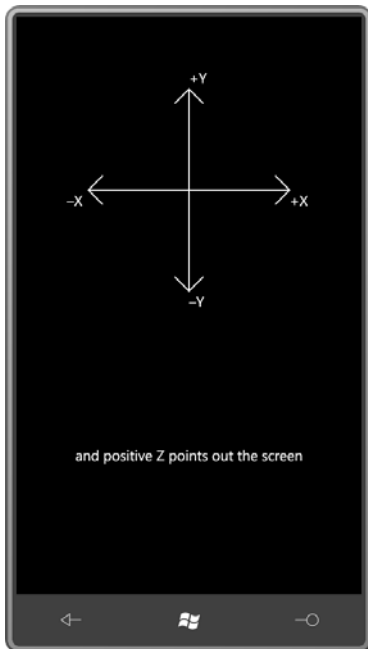 +Y
–X
+X
–Y
and positive Z points out the screen